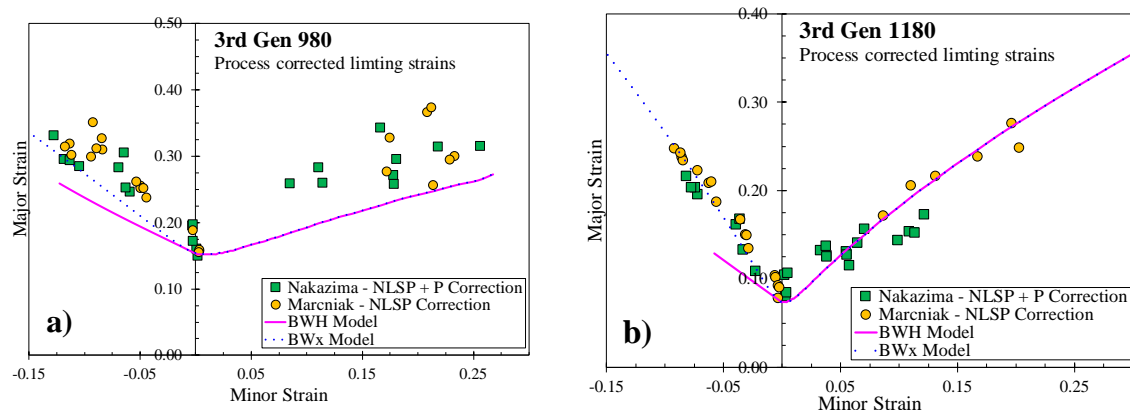 a)
3rd Gen 980
Process corrected limting strains
0.50
0.40
0.30
0.20
0.10
0.00
Major Strain
Nakazima - NLSP + P Correction
Marcniak - NLSP Correction
BWH Model
BWx Model
-0.15
-0.05
0.05
0.15
0.25
Minor Strain
b)
3rd Gen 1180
Process corrected limting strains
0.40
0.30
0.20
0.10
0.00
Major Strain
Nakazima - NLSP + P Correction
Marcniak - NLSP Correction
BWH Model
BWx Model
-0.15
-0.05
0.05
0.15
0.25
Minor Strain